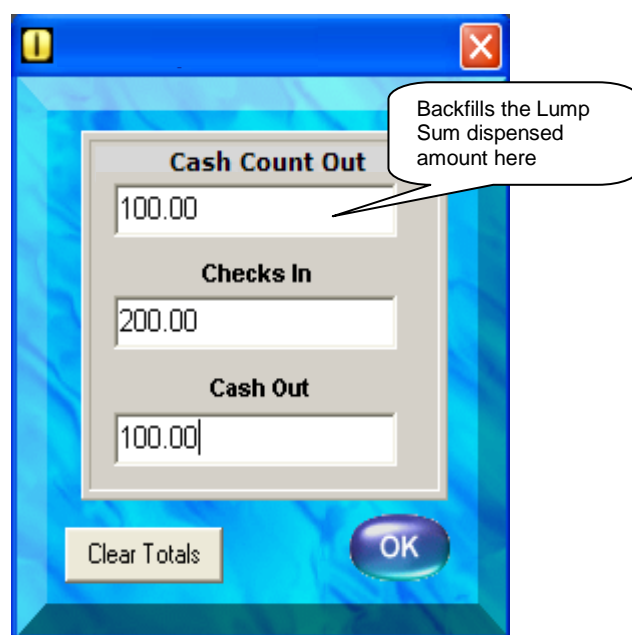 Cash Count Out
Backfills the Lump
Sum dispensed
amount here
100.00
Checks In
200.00
Cash Out
100.00
Clear Totals
OK